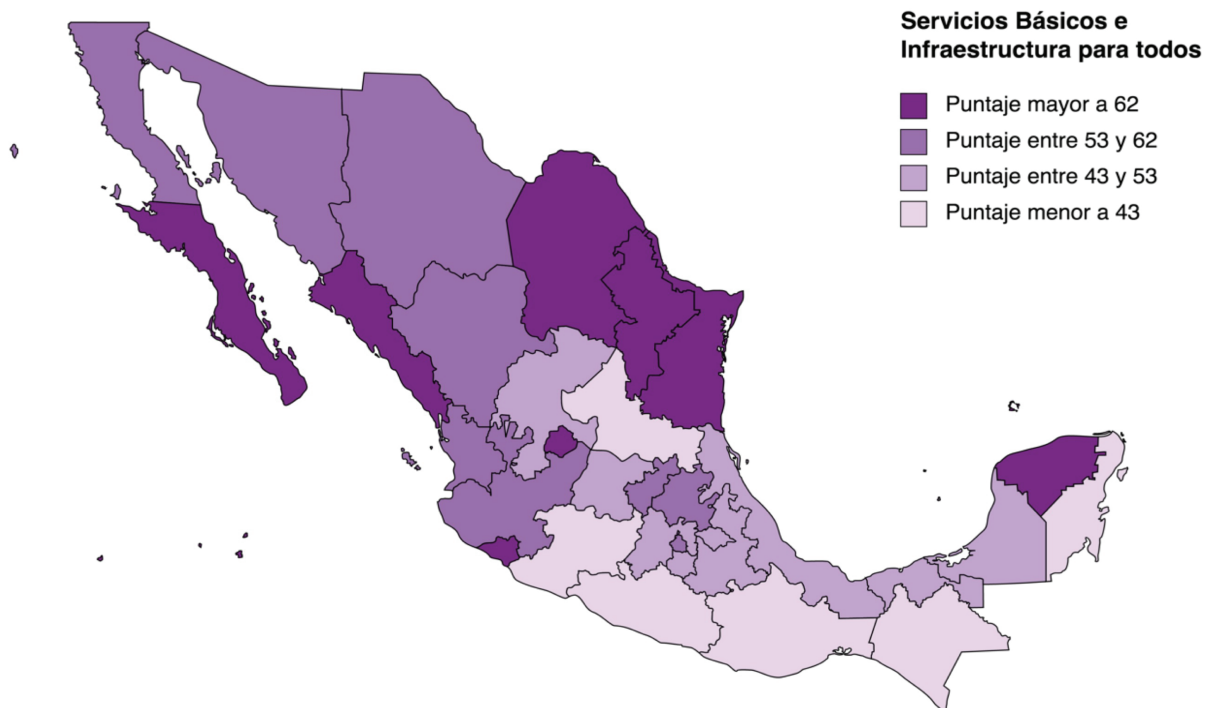 Servicios Básicos e
Infraestructura para todos
Puntaje mayor a 62
Puntaje entre 53 y 62
Puntaje entre 43 y 53
Puntaje menor a 43